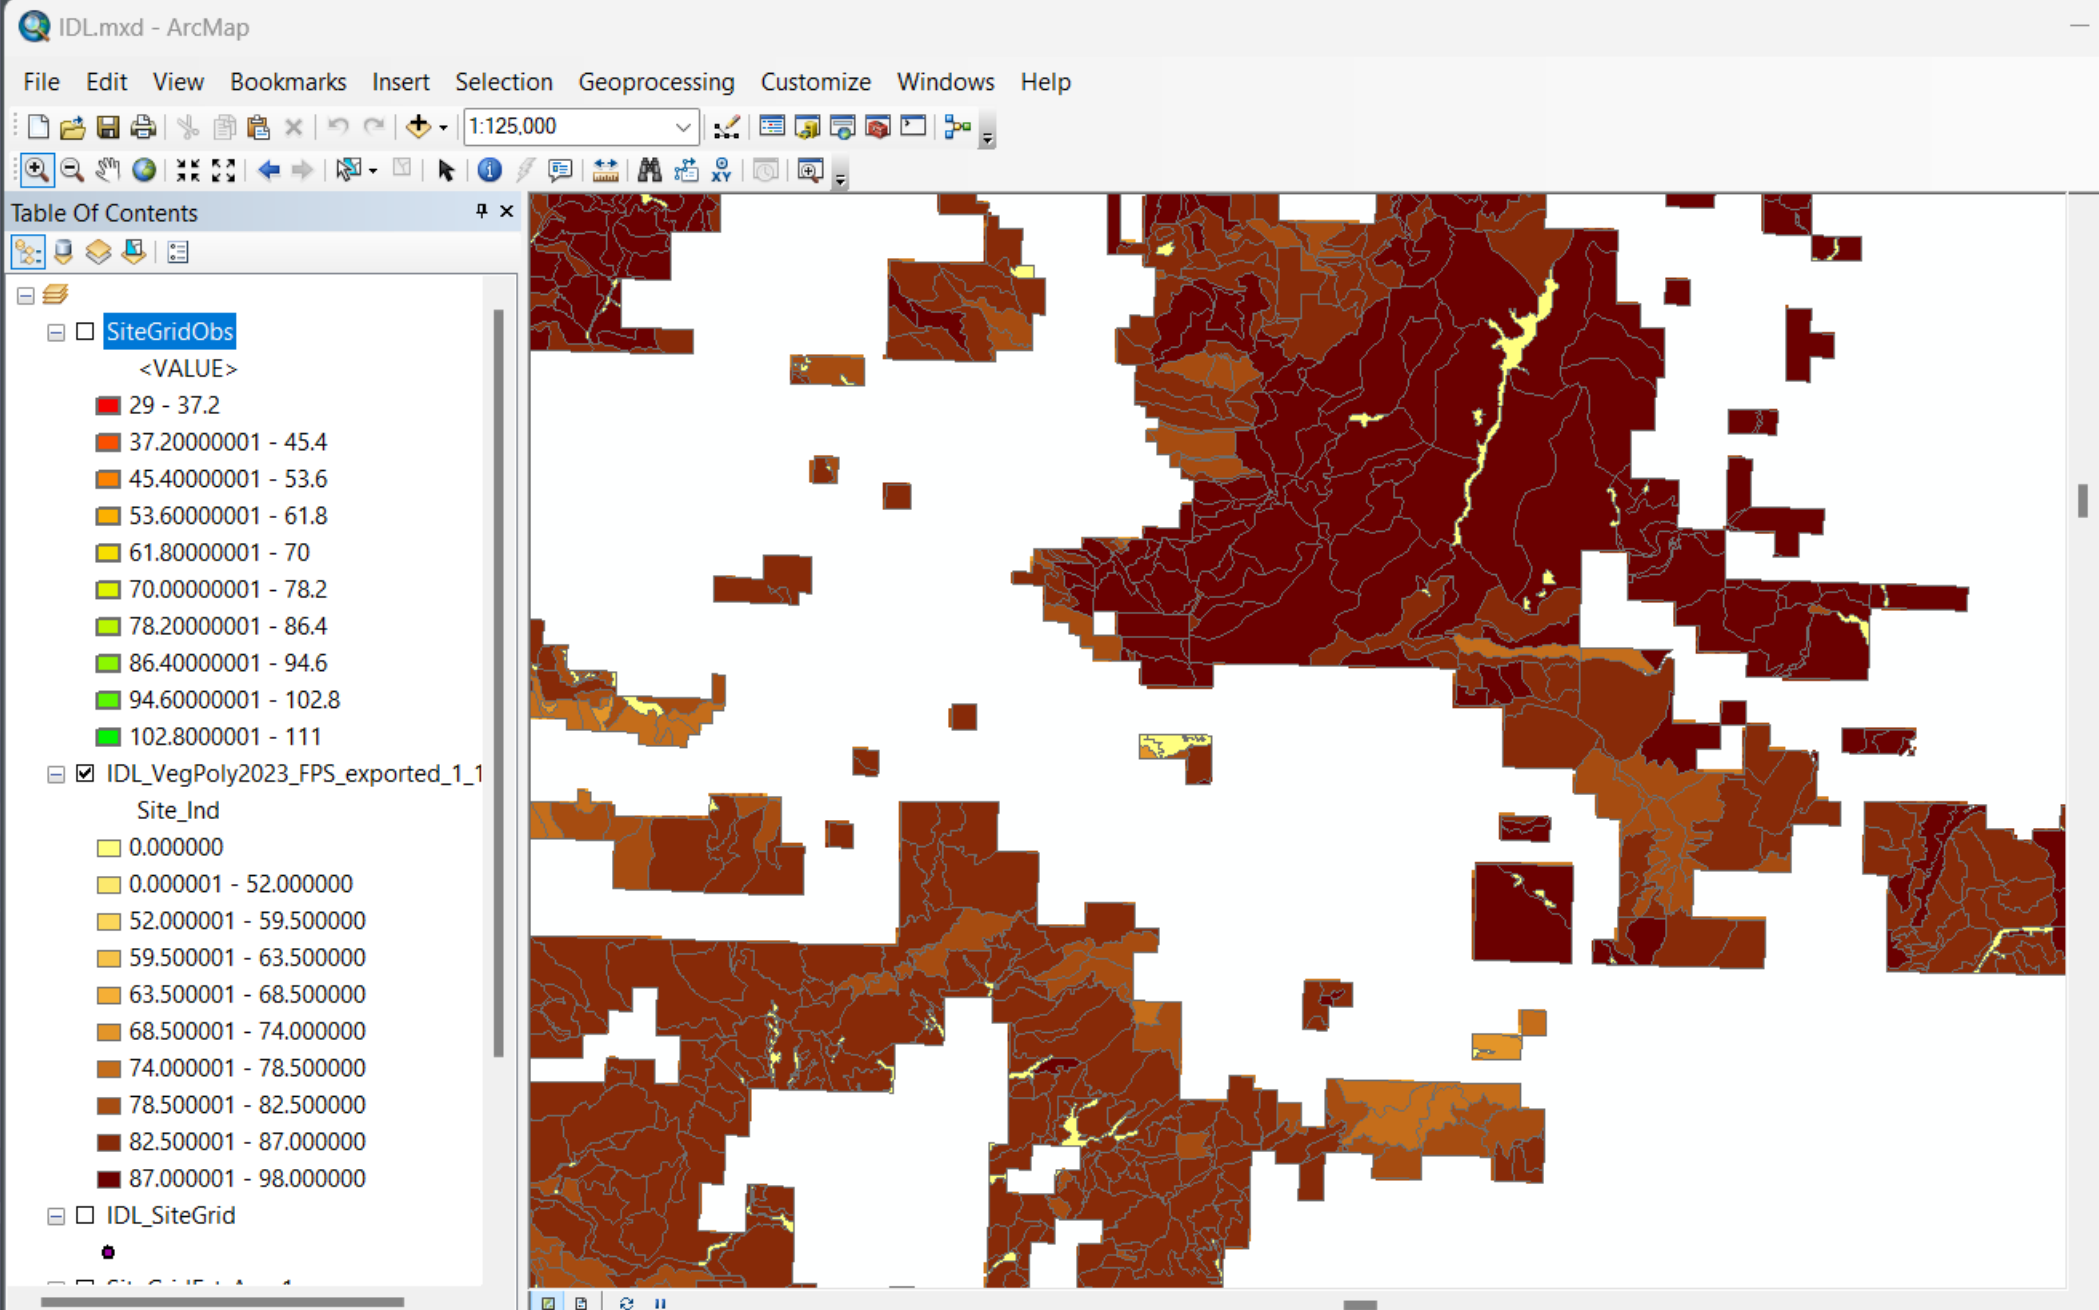 IDL.mxd - ArcMap
File Edit View Bookmarks Insert Selection Geoprocessing Customize Windows Help
1:125,000
XY
Table Of Contents
SiteGridObs
<VALUE>
29 - 37.2
37.20000001 - 45.4
45.40000001 - 53.6
53.60000001 - 61.8
61.80000001 - 70
70.00000001 - 78.2
78.20000001 - 86.4
86.40000001 - 94.6
94.60000001 - 102.8
102.8000001 - 111
IDL_VegPoly2023_FPS_exported_1_1
Site_Ind
0.000000
0.000001 - 52.000000
52.000001 - 59.500000
59.500001 - 63.500000
63.500001 - 68.500000
68.500001 - 74.000000
74.000001 - 78.500000
78.500001 - 82.500000
82.500001 - 87.000000
87.000001 - 98.000000
IDL_SiteGrid